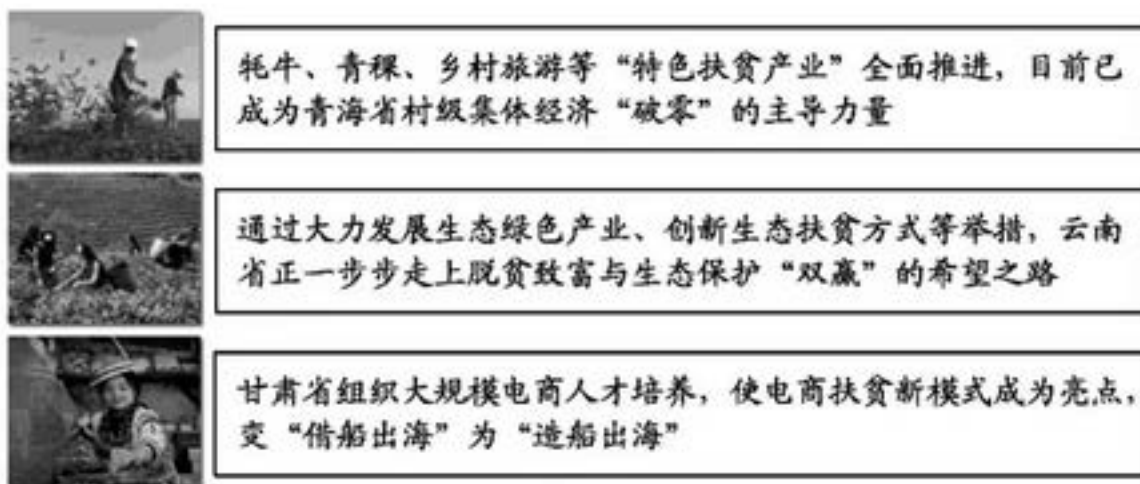 牦牛、青稞、乡村旅游等“特色扶贫产业”全面推进，目前已
成为青海省村级集体经济“破零”的主导力量
通过大力发展生态绿色产业、创新生态扶贫方式等举措，云南
省正一步步走上脱贫致富与生态保护“双赢”的希望之路
甘肃省组织大规模电商人才培养，使电商扶贫新模式成为亮点，
变“借船出海”为“造船出海”